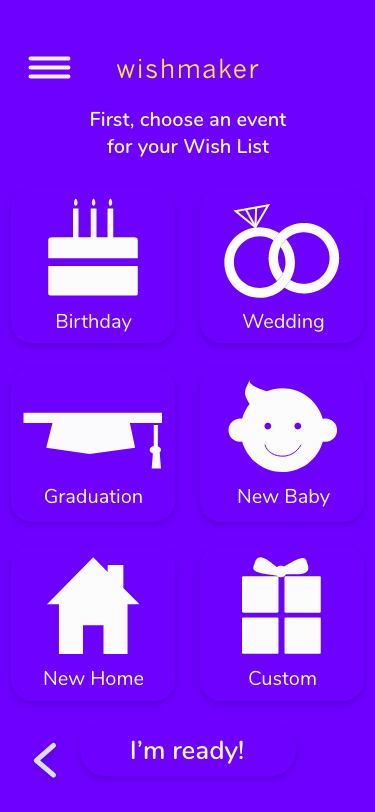 wishmaker
First, choose an event
for your Wish List
Birthday
Wedding
Graduation
New Baby
New Home
Custom
I'm ready!